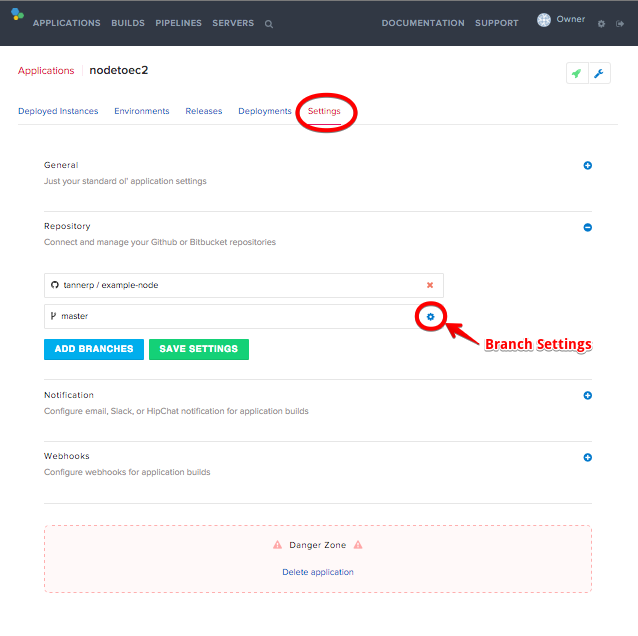 APPLICATIONS BUILDS PIPELINES SERVERS DOCUMENTATION SUPPORT Owner
Applications nodetoec2
Deployed Instances Environments Releases Deployments Settings
General
Just your standard ol' application settings
Repository
Connect and manage your Github or Bitbucket repositories
tannerp / example-node
master
Branch Settings
ADD BRANCHES SAVE SETTINGS
Notification
Configure email, Slack, or HipChat notification for application builds
Webhooks
Configure webhooks for application builds
Danger Zone
Delete application